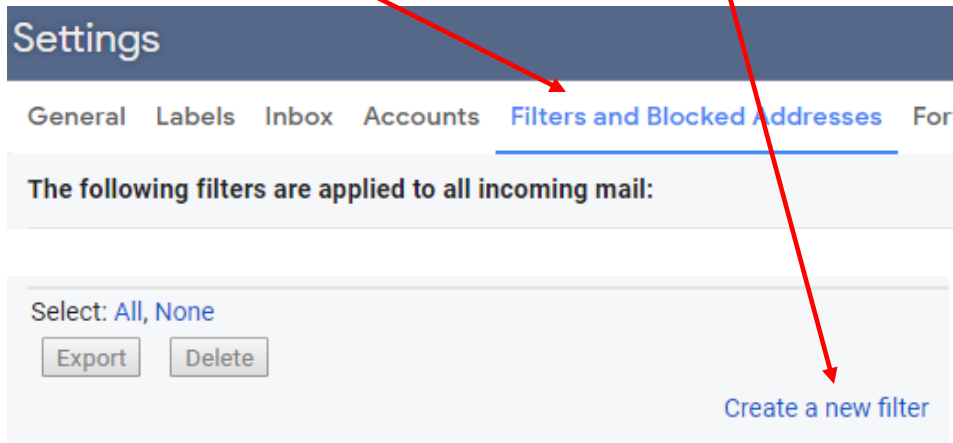 Settings
General Labels Inbox Accounts Filters and Blocked Addresses For
The following filters are applied to all incoming mail:
Select: All, None
Export Delete
Create a new filter